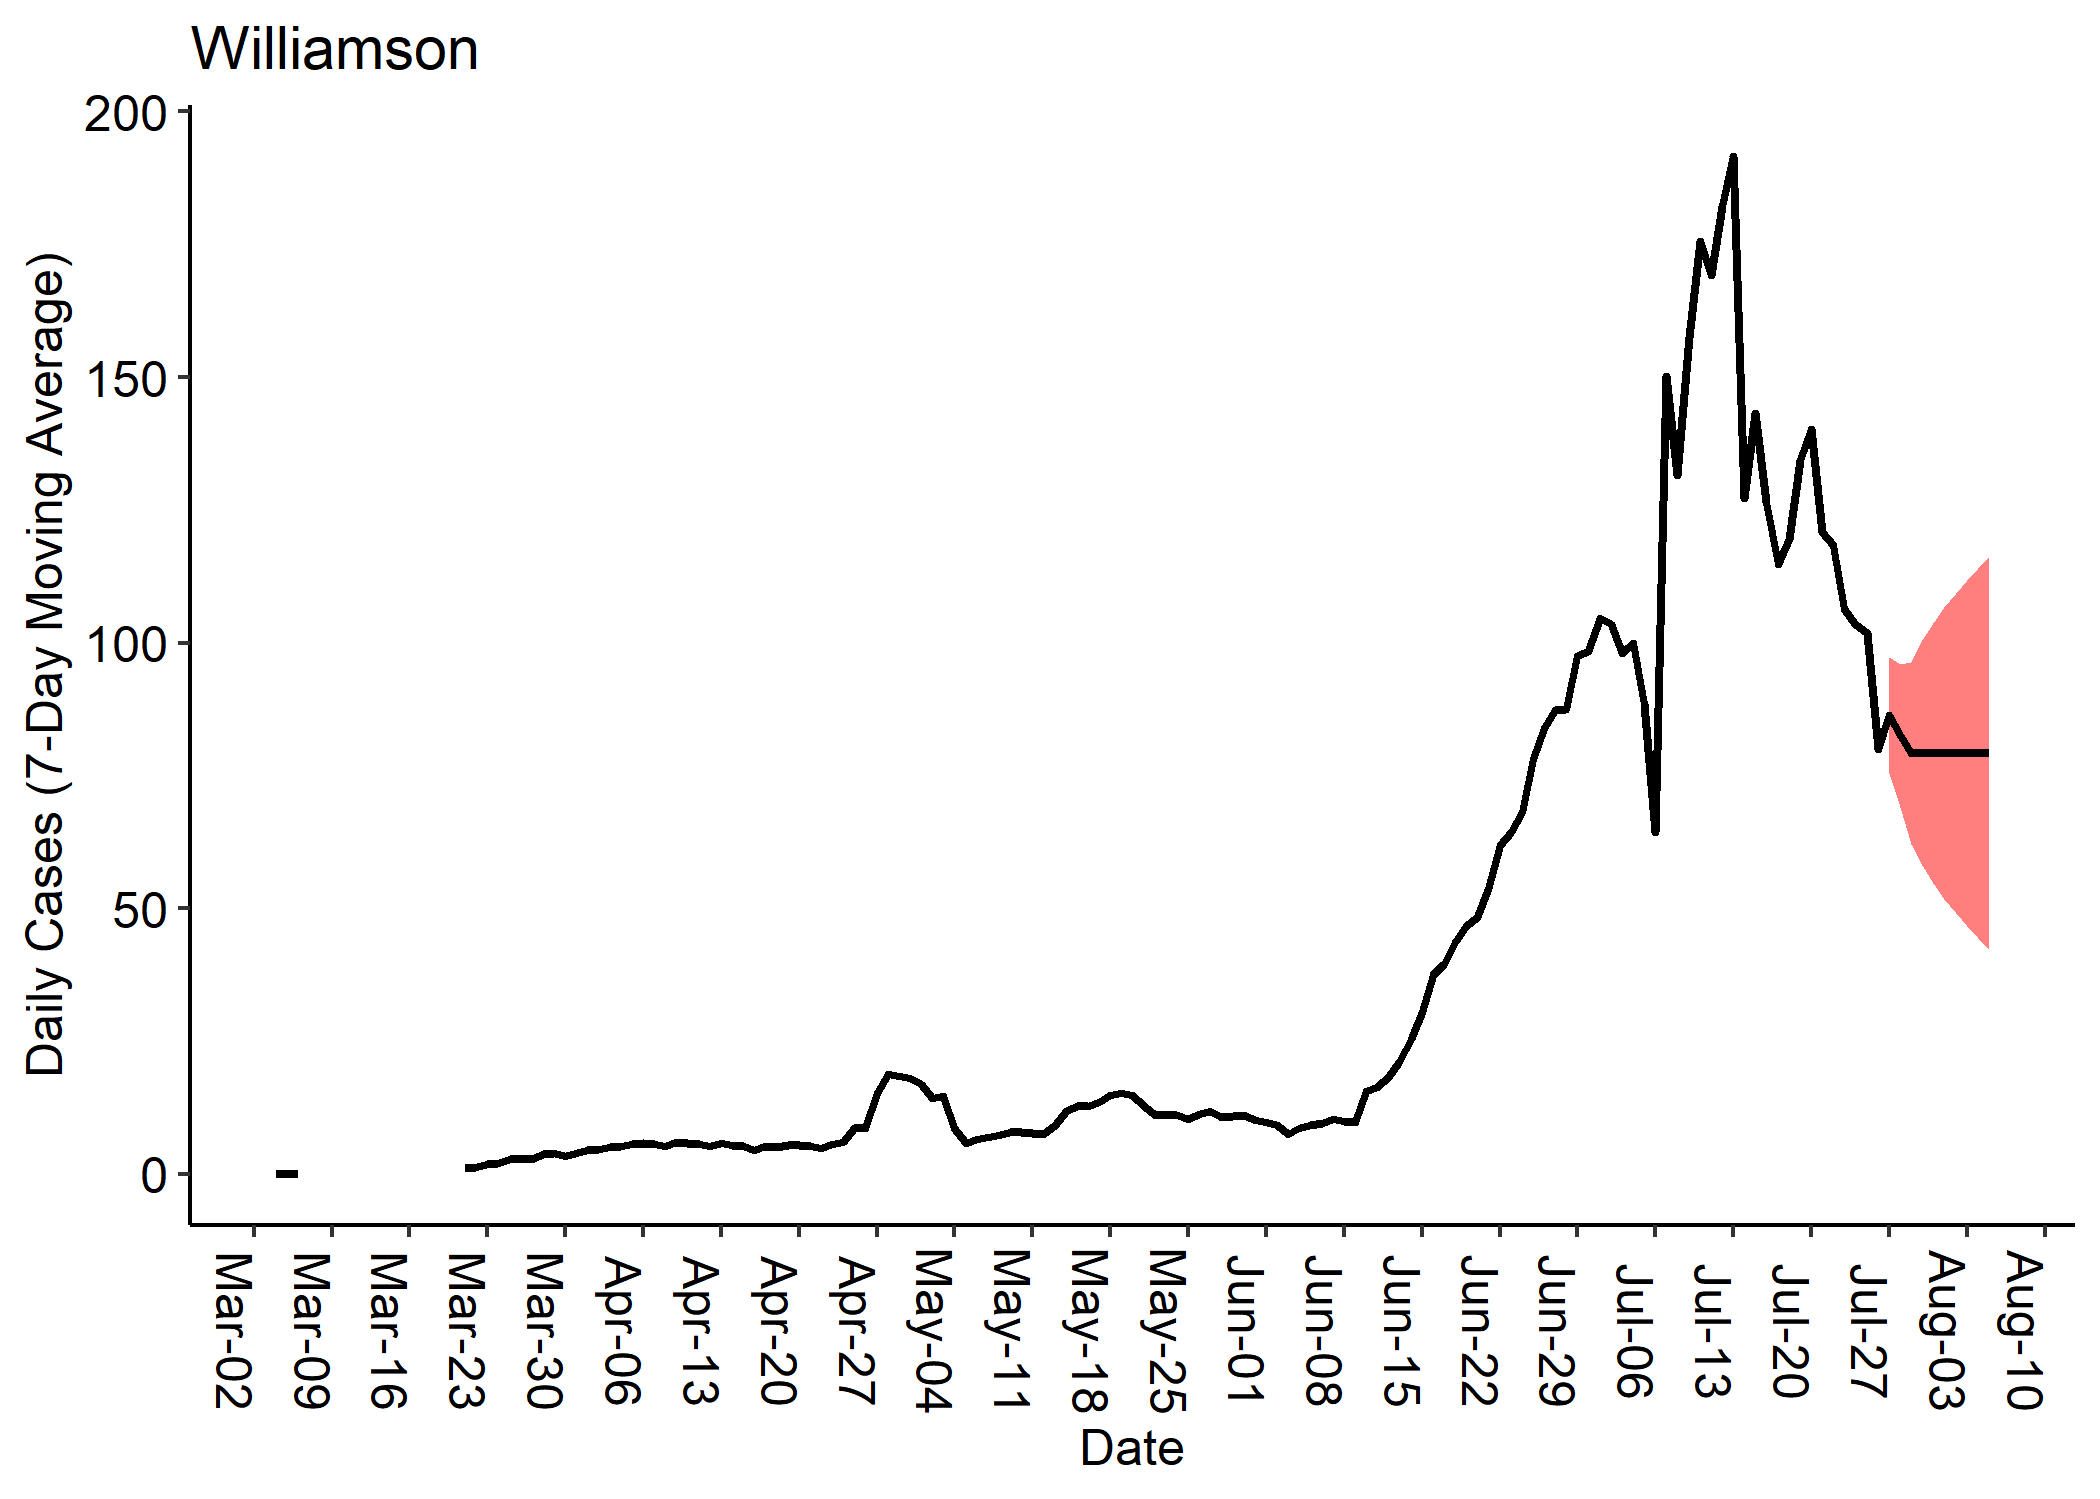 Williamson
Daily Cases (7-Day Moving Average)
200
150
100
50
0
Mar-02
Mar-09
Mar-16
Mar-23
Mar-30
Apr-06
Apr-13
Apr-20
Apr-27
May-04
May-11
May-18
May-25
Jun-01
Jun-08
Jun-15
Jun-22
Jun-29
Jul-06
Jul-13
Jul-20
Jul-27
Aug-03
Aug-10
Date